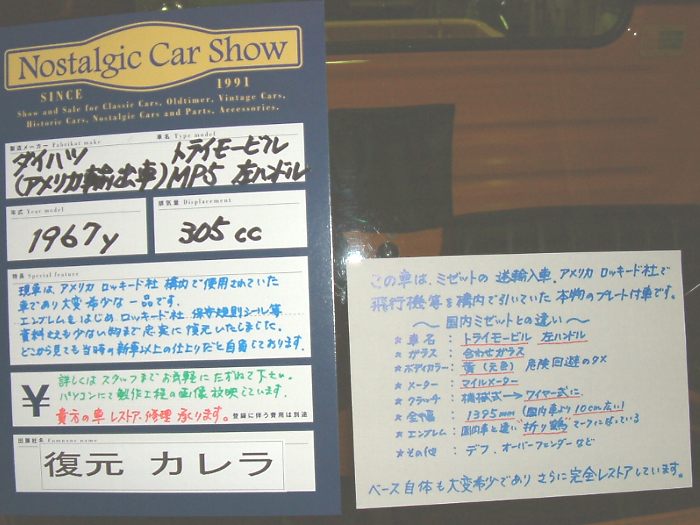 Nostalgic Car Show
SINCE 1991
Show and Sale for Classic Cars, Oldtimer, Vintage Cars,
Historic Cars, Nostalgic Cars and Parts, Accessories.
製造メーカー Fabrikat make 車名 Type model
ダイハツ トライモービル
(アメリカ輸出車) MP5 左ハンドル
年式 Year model 排気量 Displacement
1967y 305cc
特長 Special feature
現車は、アメリカ ロッキード社 構内で使用されていた
車であり大変希少な一品です。
エンブレムをはじめ、ロッキード社 保安規則シール等
資料さえも少ない物まで忠実に復元いたしました。
どこから見ても当時の新車以上の仕上りだと自負しております。
¥
詳しくはスタッフまでお気軽にたずねて下さい。
パソコンにて製作工程の画像放映しています。
貴方の車レストア、修理 承ります。 登録に伴う費用は別途
出展社名
復元 カレラ
この車は、ミゼットの逆輸入車、アメリカ ロッキード社で
飛行機等を構内で引いていた本物のプレート付車です。
〜国内ミゼットとの違い〜
☆車名:トライモービル 左ハンドル
☆ガラス:合わせガラス
☆ボディカラー:黄(元色) 危険回避のタメ
☆メーター:マイルメーター
☆クラッチ:機械式→ワイヤー式に
☆全幅:1395mm(国内車より10cm広い)
☆エンブレム:国内車と違い"折り鶴"マークになっている
☆その他:デフ、オーバーフェンダーなど
ベース自体も大変希少であり さらに完全レストアしています。